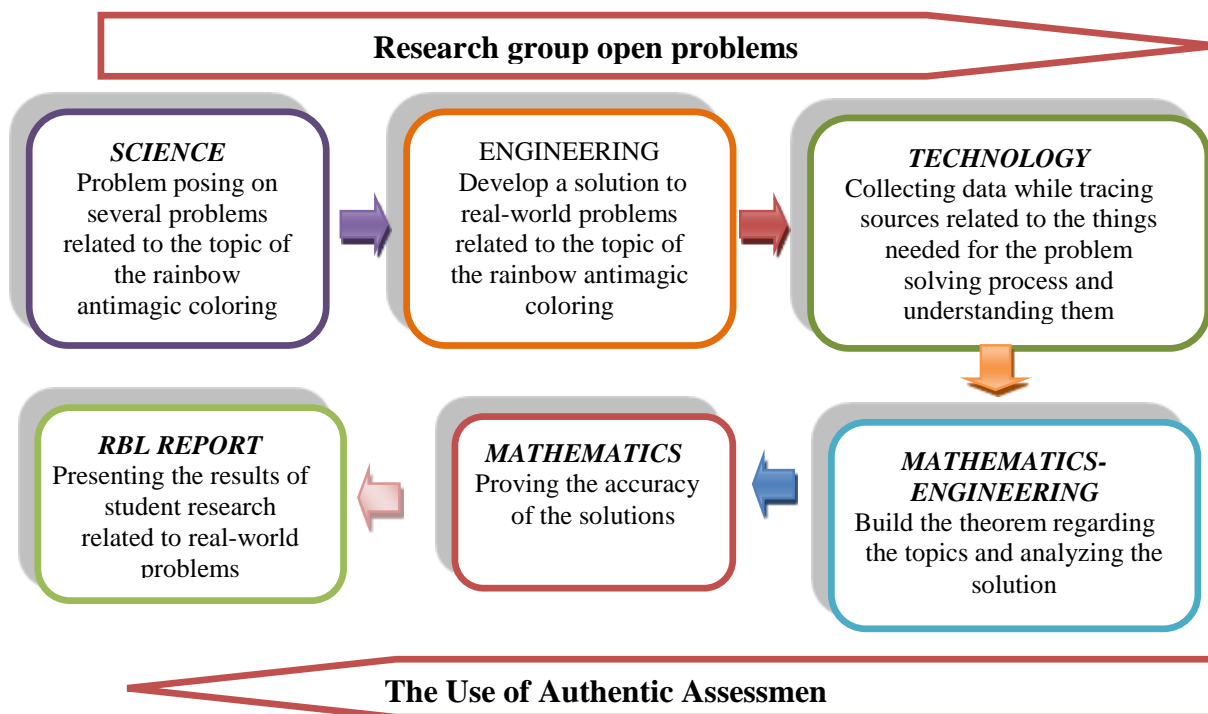 Research group open problems
SCIENCE
Problem posing on
several problems
related to the topic of
the rainbow
antimagic coloring
ENGINEERING
Develop a solution to
real-world problems
related to the topic of
the rainbow antimagic
coloring
TECHNOLOGY
Collecting data while tracing
sources related to the things
needed for the problem
solving process and
understanding them
MATHEMATICS-
ENGINEERING
Build the theorem regarding
the topics and analyzing the
solution
MATHEMATICS
Proving the accuracy
of the solutions
RBL REPORT
Presenting the results of
student research
related to real-world
problems
The Use of Authentic Assessmen